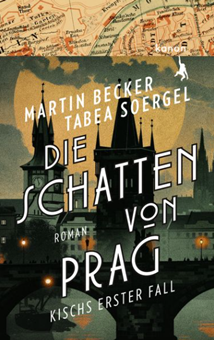 kanon
MARTIN BECKER
TABEA SOERGEL
DIE
SCHATTEN
VON
ROMAN
PRAG
KISCHS ERSTER FALL